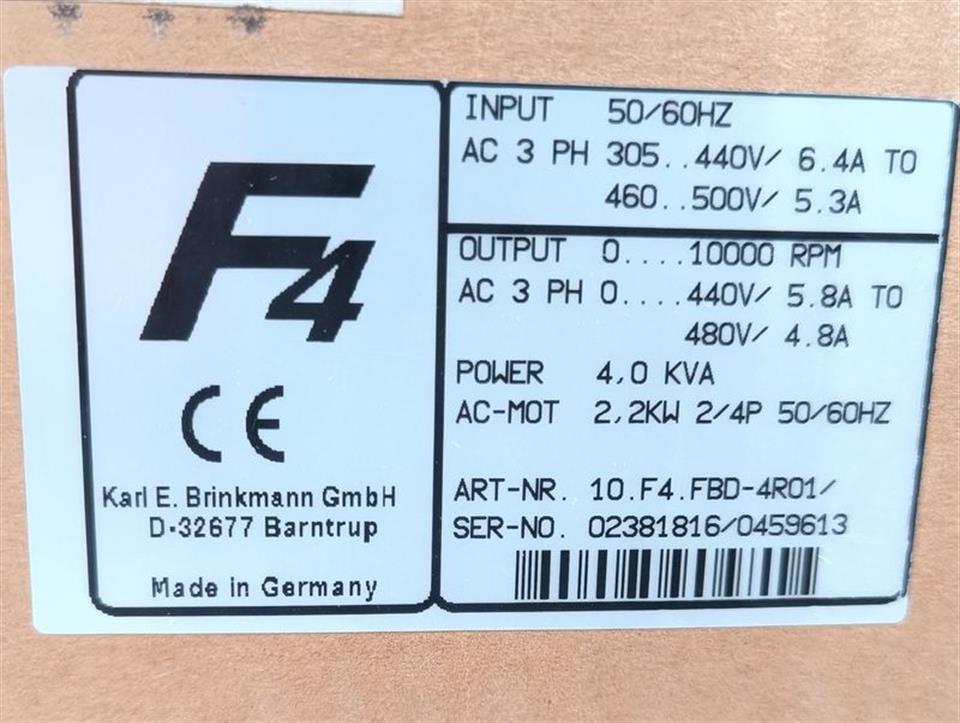 F4
CE
Karl E. Brinkmann GmbH
D-32677 Barntrup
Made in Germany
INPUT 50/60HZ
AC 3 PH 305..440V/ 6.4A TO
460..500V/ 5.3A
OUTPUT 0....10000 RPM
AC 3 PH 0....440V/ 5.8A TO
480V/ 4.8A
POWER 4,0 KVA
AC-MOT 2,2KW 2/4P 50/60HZ
ART-NR. 10.F4.FBD-4R01/
SER-NO. 02381816/0459613